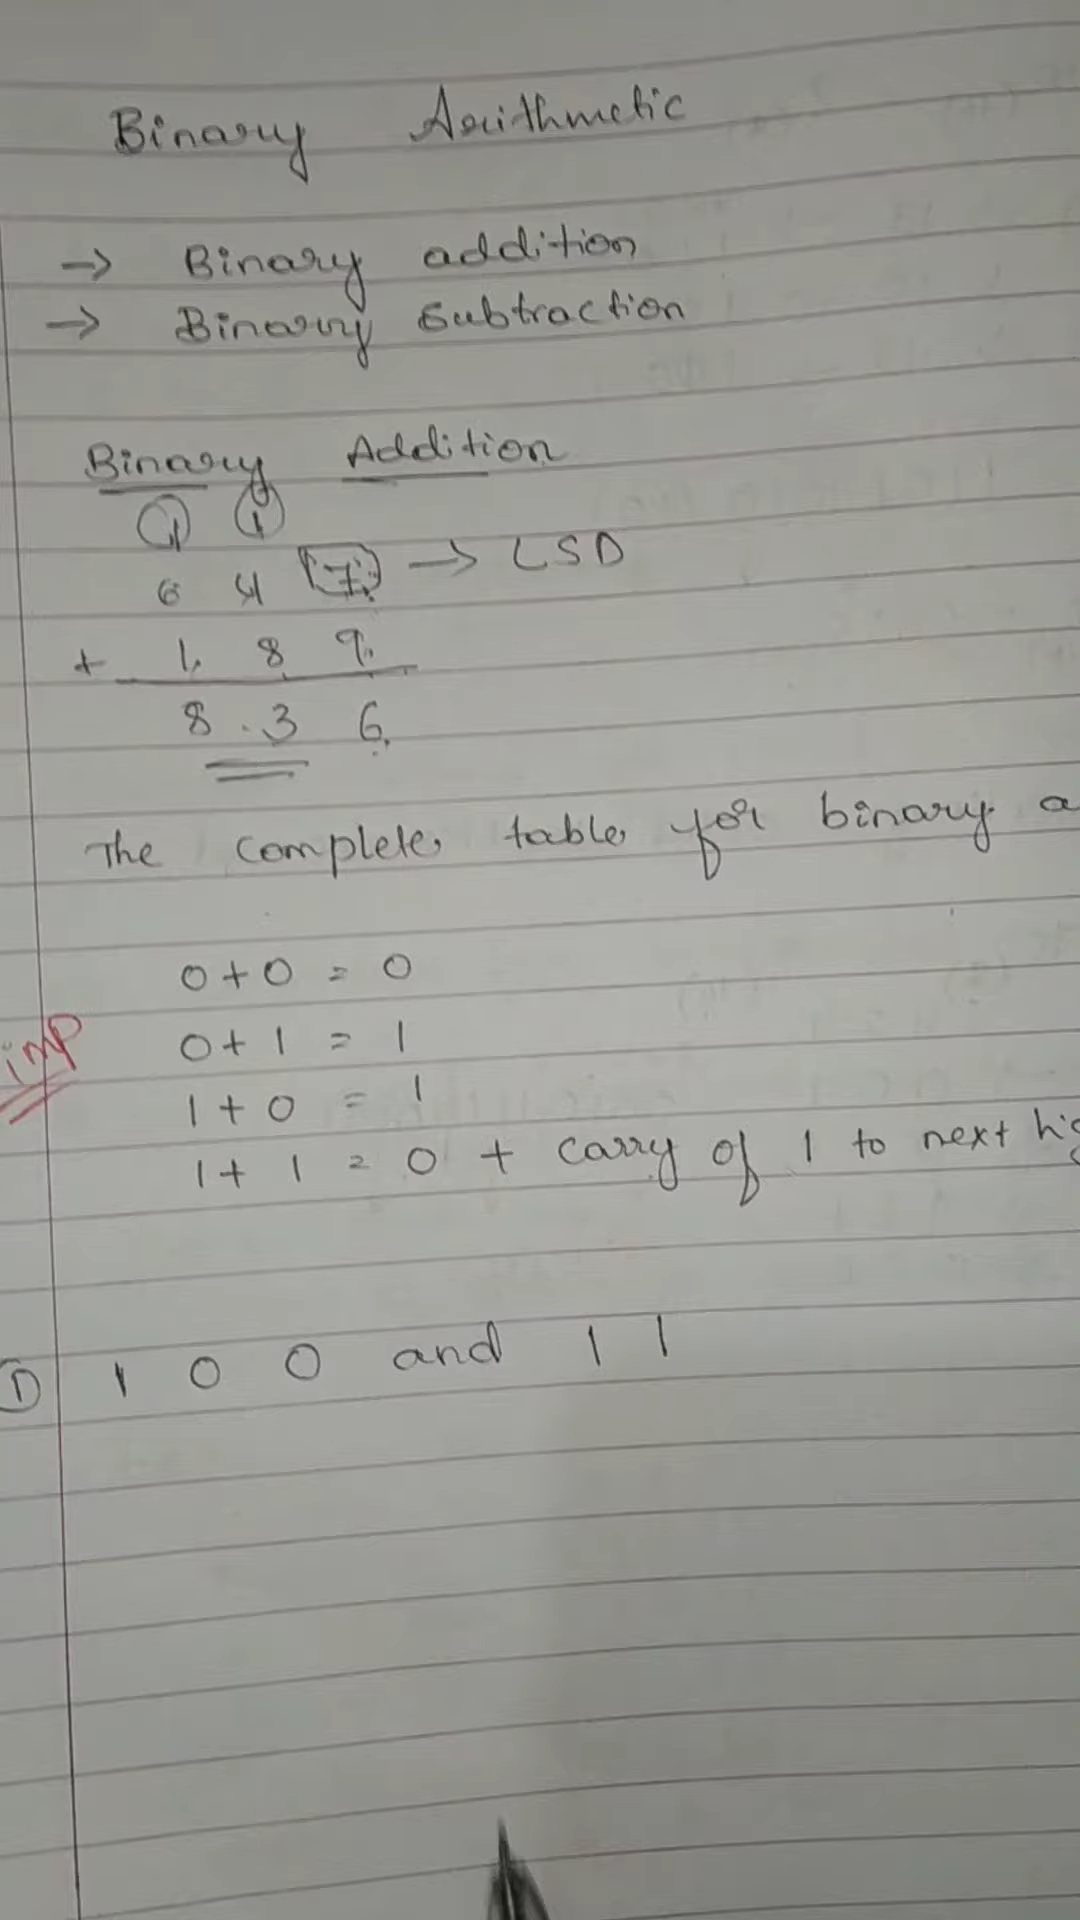 Binary Arithmetic
→ Binary addition
→ Binary subtraction
Binary Addition
1 1
6 4 7 → LSD
+ 1 8 9
8 3 6
The complete table for binary a
0 + 0 = 0
imp
0 + 1 = 1
1 + 0 = 1
1 + 1 = 0 + carry of 1 to next hig
① 1 0 0 and 1 1